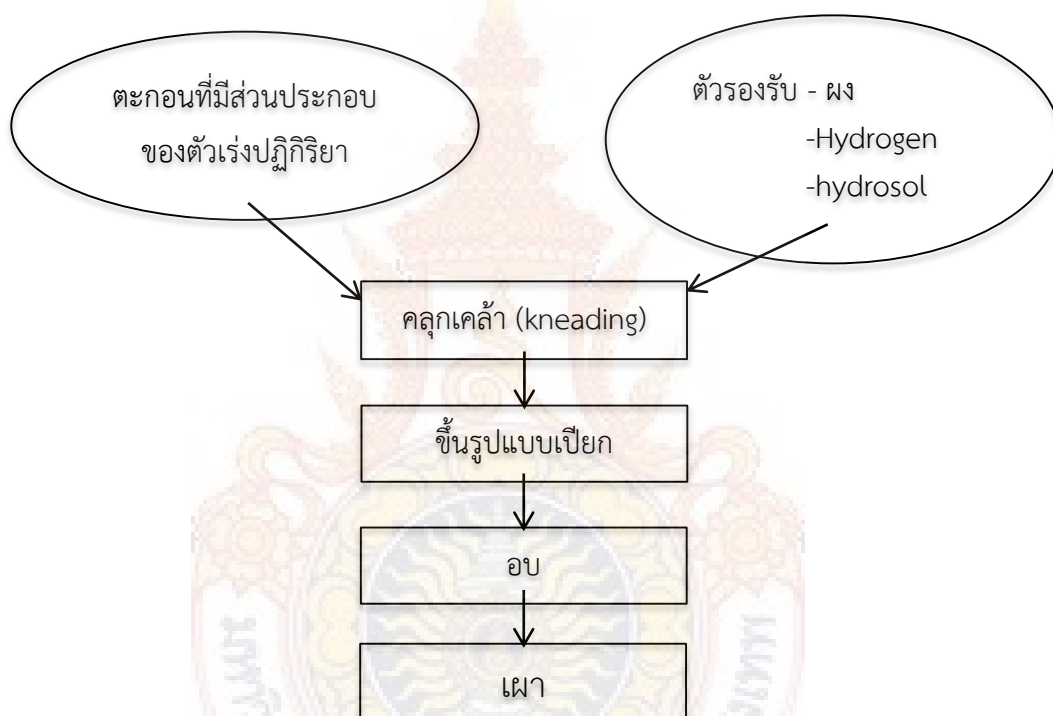 ตะกอนที่มีส่วนประกอบ
ของตัวเร่งปฏิกิริยา
ตัวรองรับ - ผง
-Hydrogen
-hydrosol
คลุกเคล้า (kneading)
ขึ้นรูปแบบเปียก
อบ
เผา